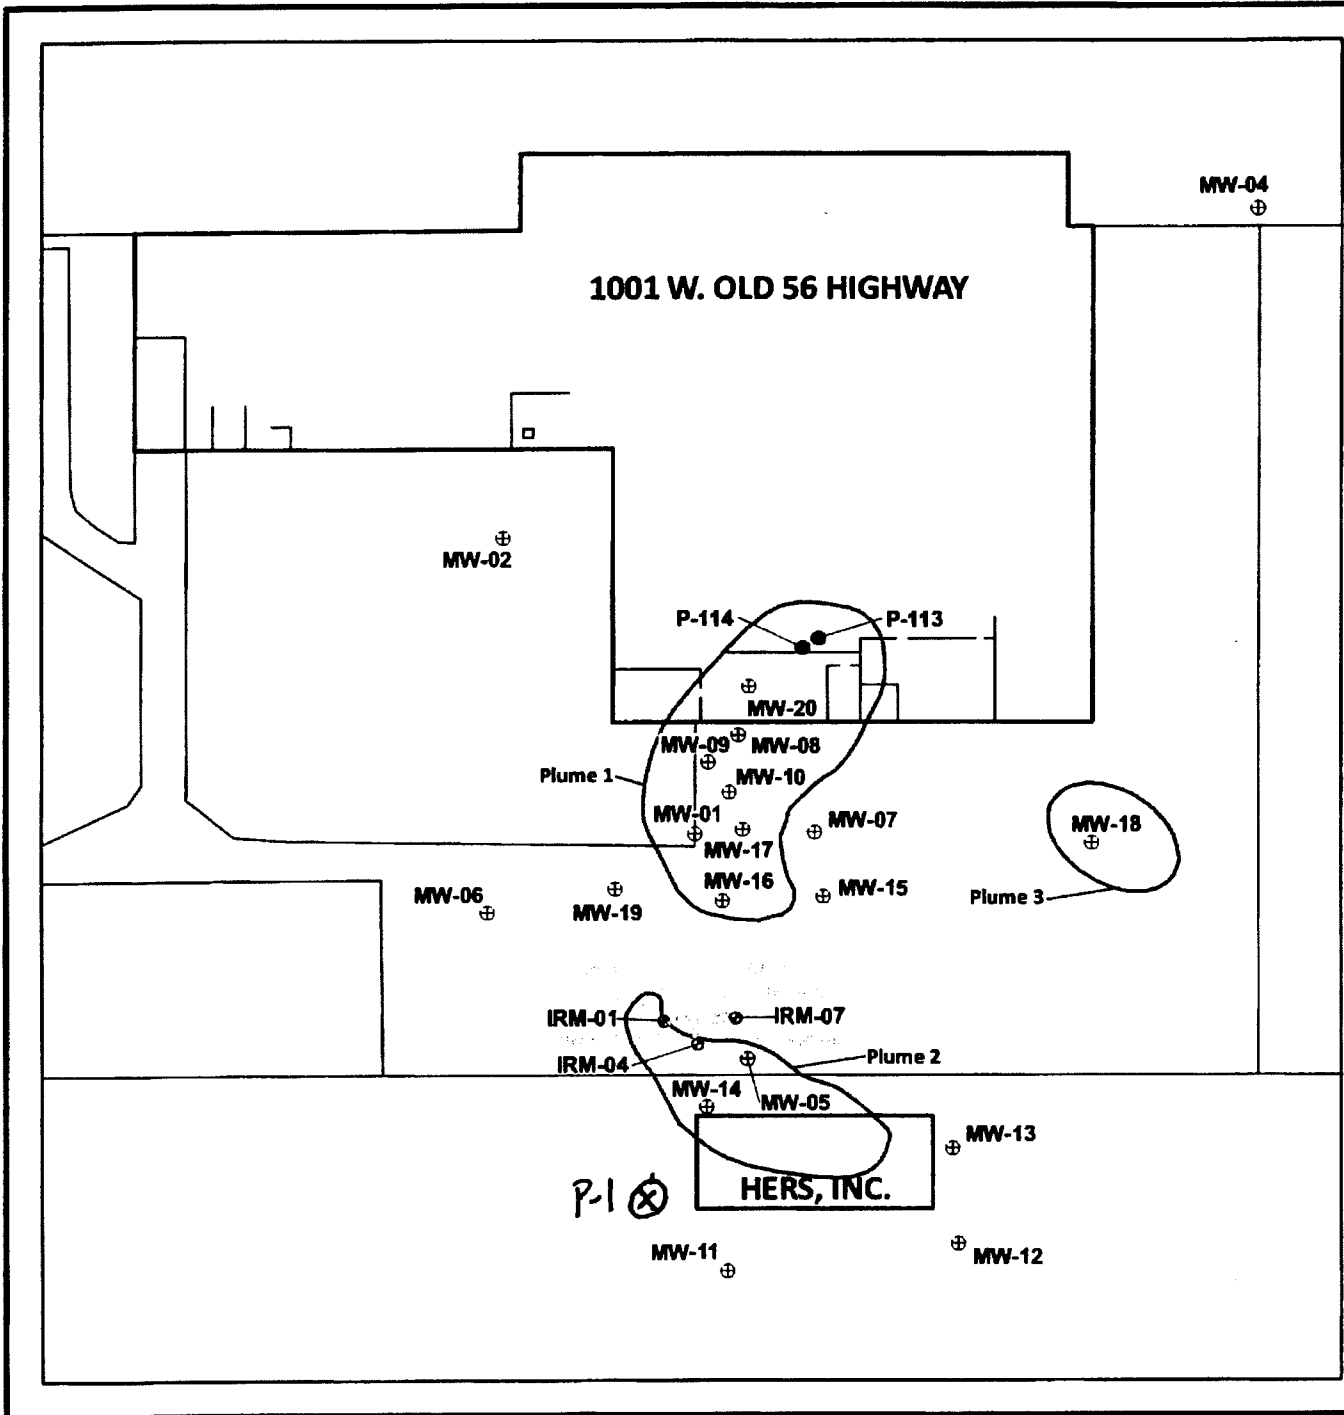 MW-04
1001 W. OLD 56 HIGHWAY
MW-02
P-114
P-113
MW-20
MW-09
MW-08
Plume 1
MW-10
MW-01
MW-07
MW-17
MW-18
MW-16
MW-06
MW-19
MW-15
Plume 3
IRM-01
IRM-07
IRM-04
Plume 2
MW-14
MW-05
MW-13
P-1
HERS, INC.
MW-11
MW-12